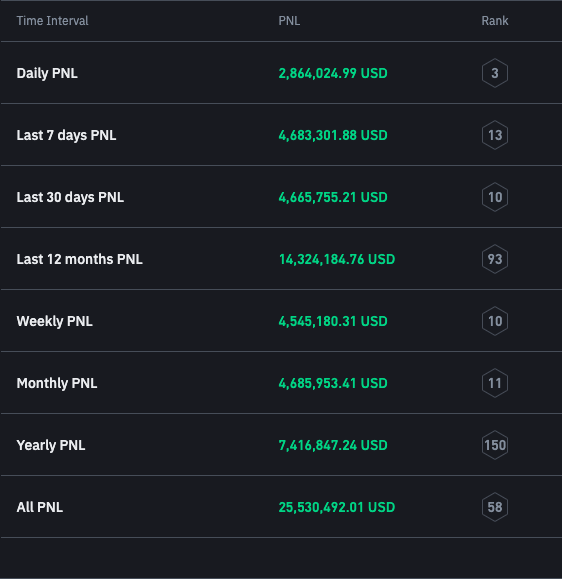 Time Interval PNL Rank
Daily PNL 2,864,024.99 USD 3
Last 7 days PNL 4,683,301.88 USD 13
Last 30 days PNL 4,665,755.21 USD 10
Last 12 months PNL 14,324,184.76 USD 93
Weekly PNL 4,545,180.31 USD 10
Monthly PNL 4,685,953.41 USD 11
Yearly PNL 7,416,847.24 USD 150
All PNL 25,530,492.01 USD 58